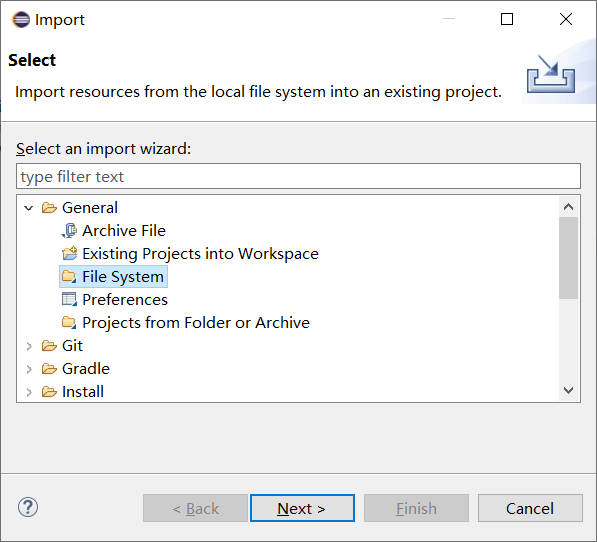 Import
Select
Import resources from the local file system into an existing project.
Select an import wizard:
type filter text
General
Archive File
Existing Projects into Workspace
File System
Preferences
Projects from Folder or Archive
Git
Gradle
Install
?
< Back
Next >
Finish
Cancel